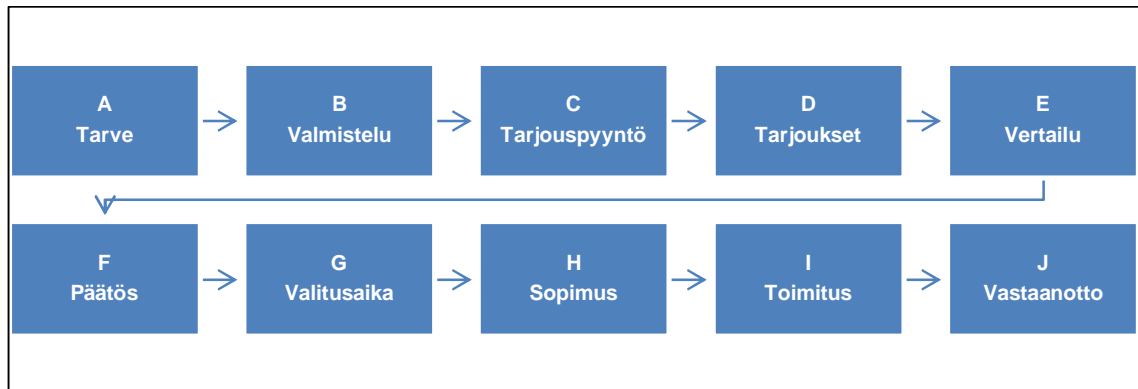 A
Tarve
B
Valmistelu
C
Tarjouspyyntö
D
Tarjoukset
E
Vertailu
F
Päätös
G
Valitusaika
H
Sopimus
I
Toimitus
J
Vastaanotto